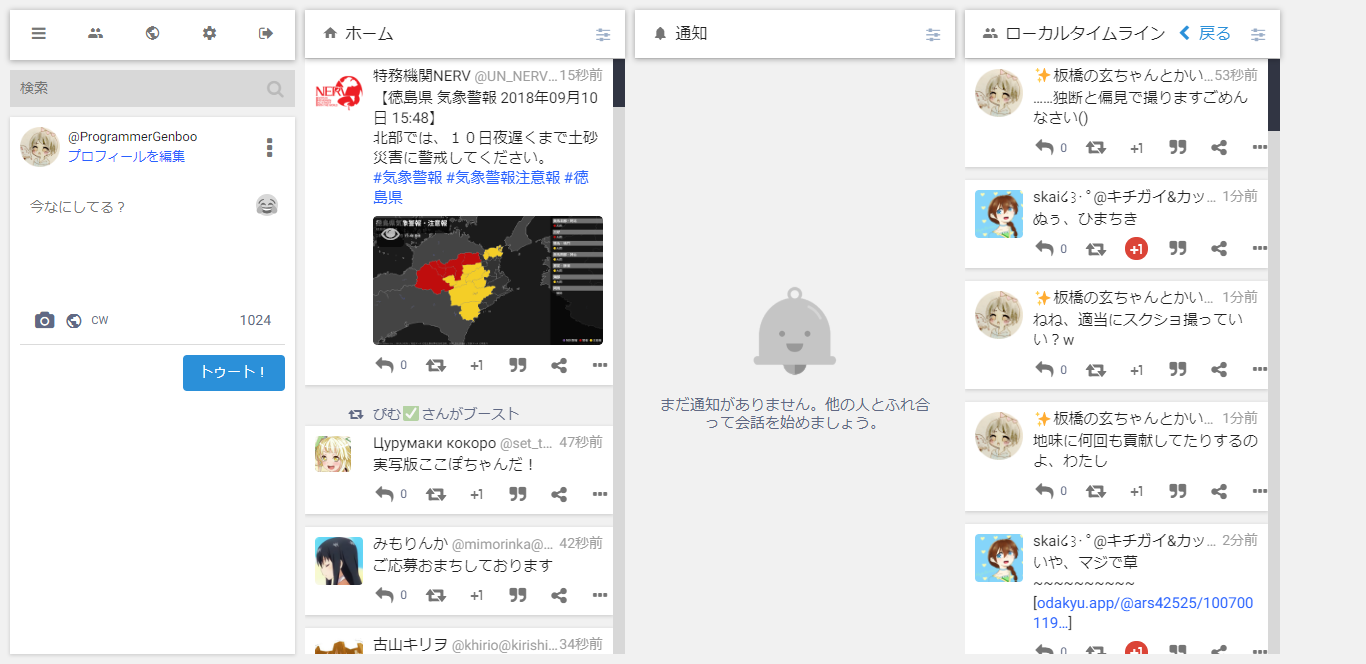 検索
@ProgrammerGenboo
プロフィールを編集
今なにしてる？
CW
1024
トゥート！
ホーム
特務機関NERV @UN_NERV... 15秒前
【徳島県 気象警報 2018年09月10
日 15:48】
北部では、１０日夜遅くまで土砂
災害に警戒してください。
#気象警報 #気象警報注意報 #徳
島県
0 +1
ぴむ✅さんがブースト
Цурумаки кокоро @set_t... 47秒前
実写版ここぽちゃんだ！
0 +1
みもりんか @mimorinka@... 42秒前
ご応募おまちしております
0 +1
古山キリヲ @khirio@kirishi... 34秒前
通知
まだ通知がありません。他の人とふれ合
って会話を始めましょう。
ローカルタイムライン 戻る
✨板橋の玄ちゃんとかい... 53秒前
……独断と偏見で撮りますごめん
なさい()
0 +1
skai૮꒱･ﾟ@キチガイ&カッ... 1分前
ぬぅ、ひまちき
0 +1
✨板橋の玄ちゃんとかい... 1分前
ねね、適当にスクショ撮ってい
い？w
0 +1
✨板橋の玄ちゃんとかい... 1分前
地味に何回も貢献してたりするの
よ、わたし
0 +1
@キチガイ&カッ... 2分前
いや、マジで草
~~~~~~~~~~
[odakyu.app/@ars42525/100700
119...]
0 +1